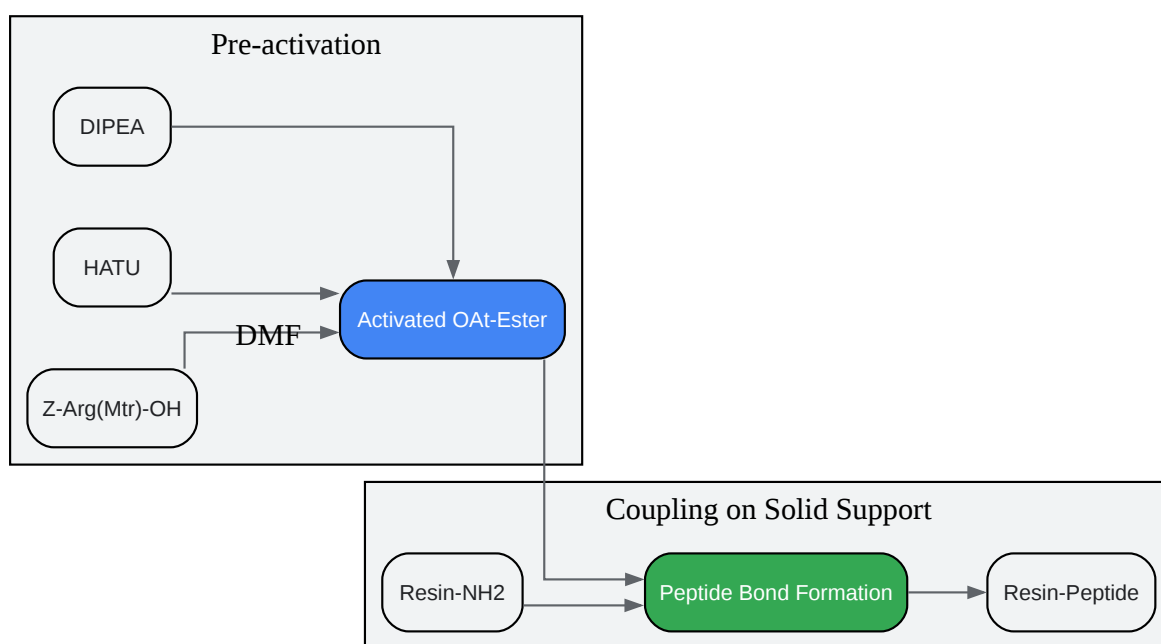 Pre-activation
DIPEA
HATU
Activated OAt-Ester
DMF
Z-Arg(Mtr)-OH
Coupling on Solid Support
Resin-NH2
Peptide Bond Formation
Resin-Peptide